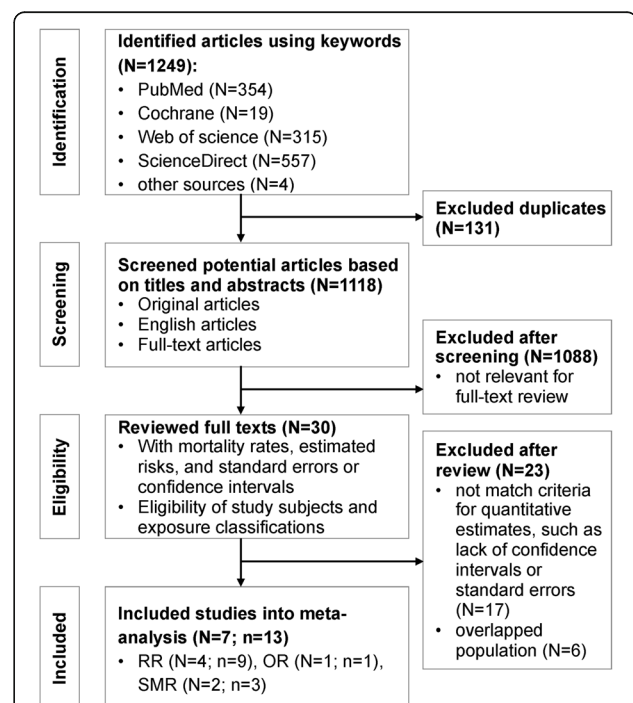 Identification
Identified articles using keywords
(N=1249):
• PubMed (N=354)
• Cochrane (N=19)
• Web of science (N=315)
• ScienceDirect (N=557)
• other sources (N=4)
Excluded duplicates
(N=131)
Screening
Screened potential articles based
on titles and abstracts (N=1118)
• Original articles
• English articles
• Full-text articles
Excluded after
screening (N=1088)
• not relevant for
full-text review
Eligibility
Reviewed full texts (N=30)
• With mortality rates, estimated
risks, and standard errors or
confidence intervals
• Eligibility of study subjects and
exposure classifications
Excluded after
review (N=23)
• not match criteria
for quantitative
estimates, such as
lack of confidence
intervals or
standard errors
(N=17)
• overlapped
population (N=6)
Included
Included studies into meta-
analysis (N=7; n=13)
• RR (N=4; n=9), OR (N=1; n=1),
SMR (N=2; n=3)